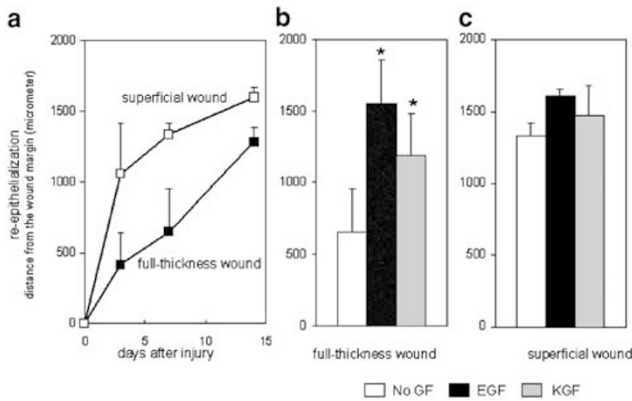 a
re-epithelialization
distance from the wound margin (micrometer)
2000
1500
1000
500
0
superficial wound
full-thickness wound
0
5
10
15
days after injury
b
2000
1500
1000
500
0
*
*
full-thickness wound
c
2000
1500
1000
500
0
superficial wound
No GF
EGF
KGF